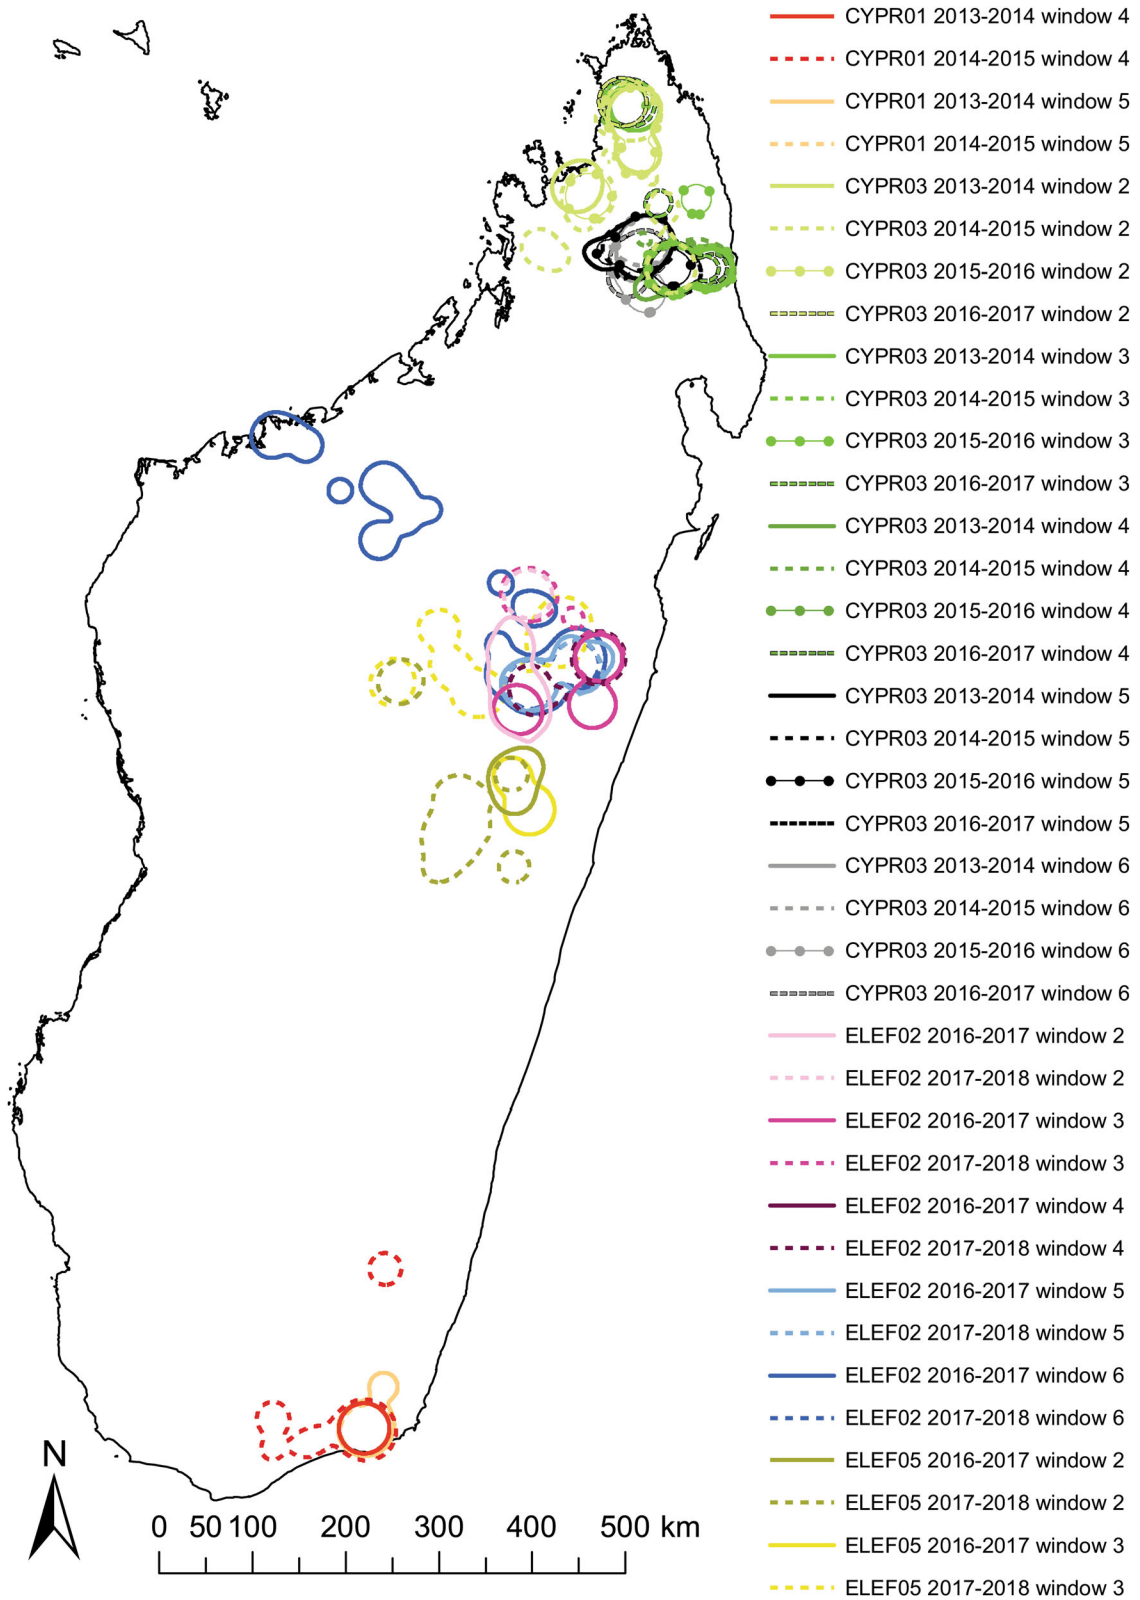 CYPR01 2013-2014 window 4
CYPR01 2014-2015 window 4
CYPR01 2013-2014 window 5
CYPR01 2014-2015 window 5
CYPR03 2013-2014 window 2
CYPR03 2014-2015 window 2
CYPR03 2015-2016 window 2
CYPR03 2016-2017 window 2
CYPR03 2013-2014 window 3
CYPR03 2014-2015 window 3
CYPR03 2015-2016 window 3
CYPR03 2016-2017 window 3
CYPR03 2013-2014 window 4
CYPR03 2014-2015 window 4
CYPR03 2015-2016 window 4
CYPR03 2016-2017 window 4
CYPR03 2013-2014 window 5
CYPR03 2014-2015 window 5
CYPR03 2015-2016 window 5
CYPR03 2016-2017 window 5
CYPR03 2013-2014 window 6
CYPR03 2014-2015 window 6
CYPR03 2015-2016 window 6
CYPR03 2016-2017 window 6
ELEF02 2016-2017 window 2
ELEF02 2017-2018 window 2
ELEF02 2016-2017 window 3
ELEF02 2017-2018 window 3
ELEF02 2016-2017 window 4
ELEF02 2017-2018 window 4
ELEF02 2016-2017 window 5
ELEF02 2017-2018 window 5
ELEF02 2016-2017 window 6
ELEF02 2017-2018 window 6
ELEF05 2016-2017 window 2
ELEF05 2017-2018 window 2
ELEF05 2016-2017 window 3
ELEF05 2017-2018 window 3
N
0 50 100 200 300 400 500 km